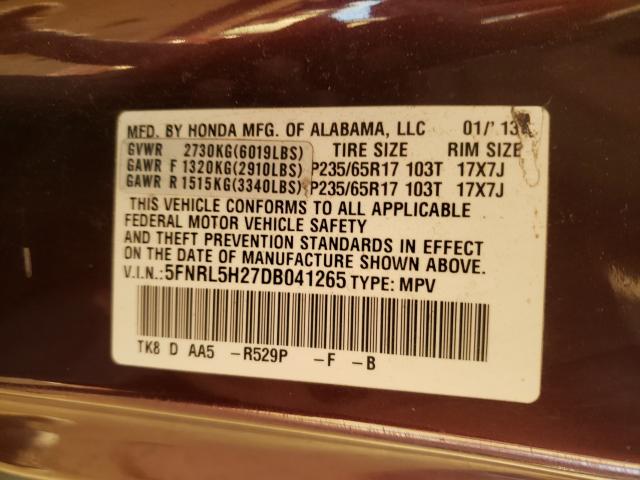 MFD. BY HONDA MFG. OF ALABAMA, LLC 01/'13
GVWR 2730KG(6019LBS) TIRE SIZE RIM SIZE
GAWR F 1320KG(2910LBS) P235/65R17 103T 17X7J
GAWR R 1515KG(3340LBS) P235/65R17 103T 17X7J
THIS VEHICLE CONFORMS TO ALL APPLICABLE
FEDERAL MOTOR VEHICLE SAFETY
AND THEFT PREVENTION STANDARDS IN EFFECT
ON THE DATE OF MANUFACTURE SHOWN ABOVE.
V.I.N.:5FNRL5H27DB041265 TYPE: MPV
TK8 D AA5 -R529P -F -B